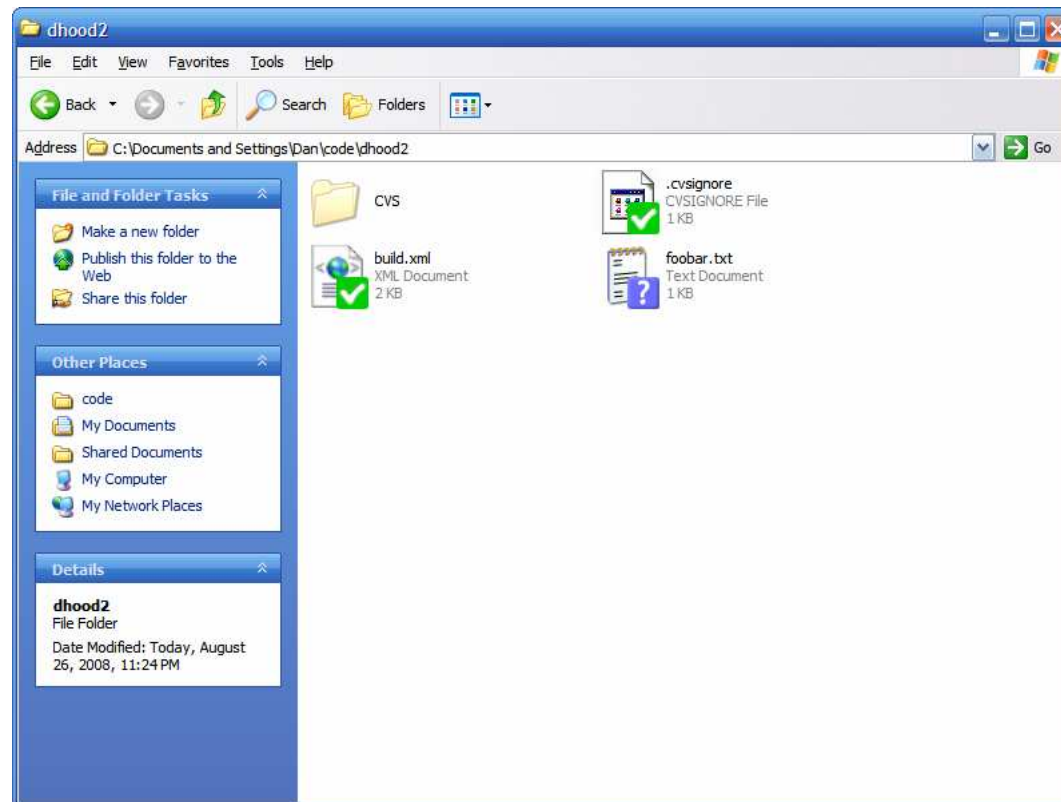 dhood2
File Edit View Favorites Tools Help
Back Search Folders
Address C:\Documents and Settings\Dan\code\dhood2 Go
File and Folder Tasks
Make a new folder
Publish this folder to the
Web
Share this folder
Other Places
code
My Documents
Shared Documents
My Computer
My Network Places
Details
dhood2
File Folder
Date Modified: Today, August
26, 2008, 11:24 PM
CVS
.cvsignore
CVSIGNORE File
1 KB
build.xml
XML Document
2 KB
foobar.txt
Text Document
1 KB